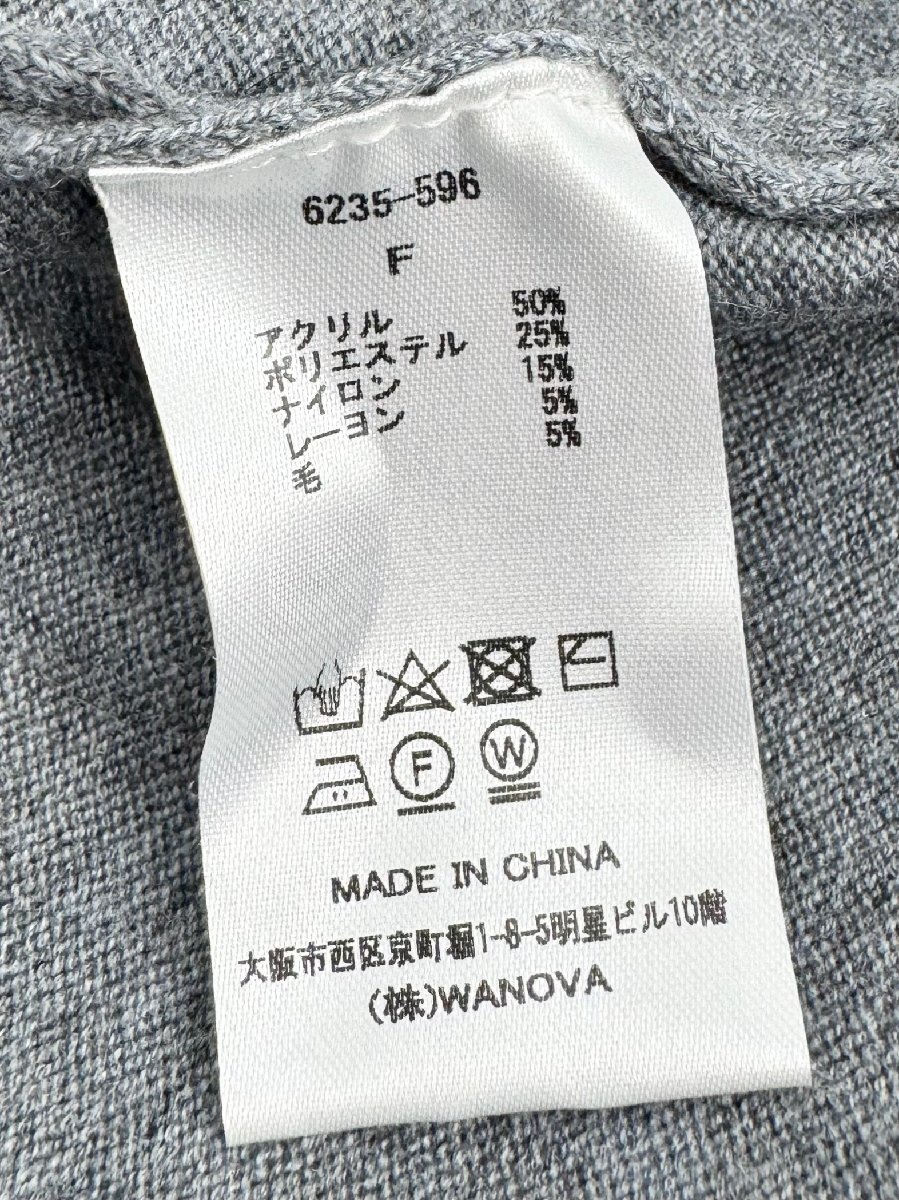 6235-596
F
アクリル 50%
ポリエステル 25%
ナイロン 15%
レーヨン 5%
毛 5%
F W
MADE IN CHINA
大阪市西区京町堀1-8-5明星ビル10階
(株)WANOVA